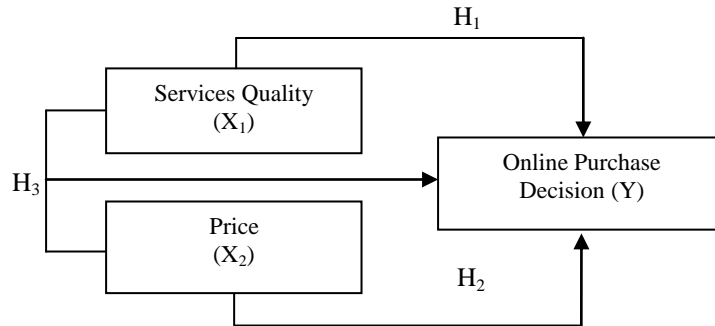 H₁
Services Quality
(X₁)
Online Purchase
Decision (Y)
H₃
Price
(X₂)
H₂